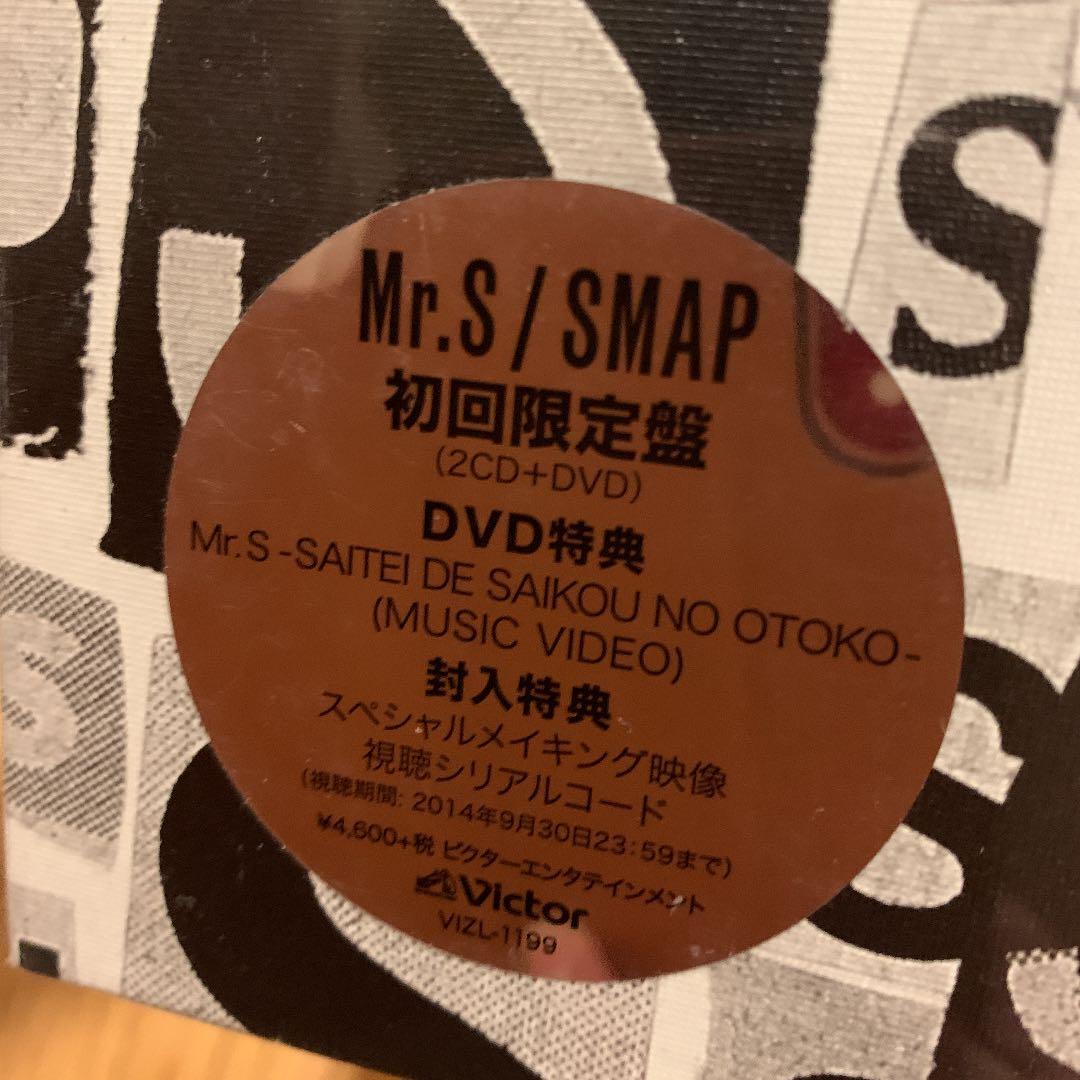 Mr.S / SMAP
初回限定盤
(2CD+DVD)
DVD特典
Mr.S -SAITEI DE SAIKOU NO OTOKO-
(MUSIC VIDEO)
封入特典
スペシャルメイキング映像
視聴シリアルコード
(視聴期間: 2014年9月30日23:59まで)
¥4,600+税 ビクターエンタテインメント
Victor
VIZL-1199
S
S
S